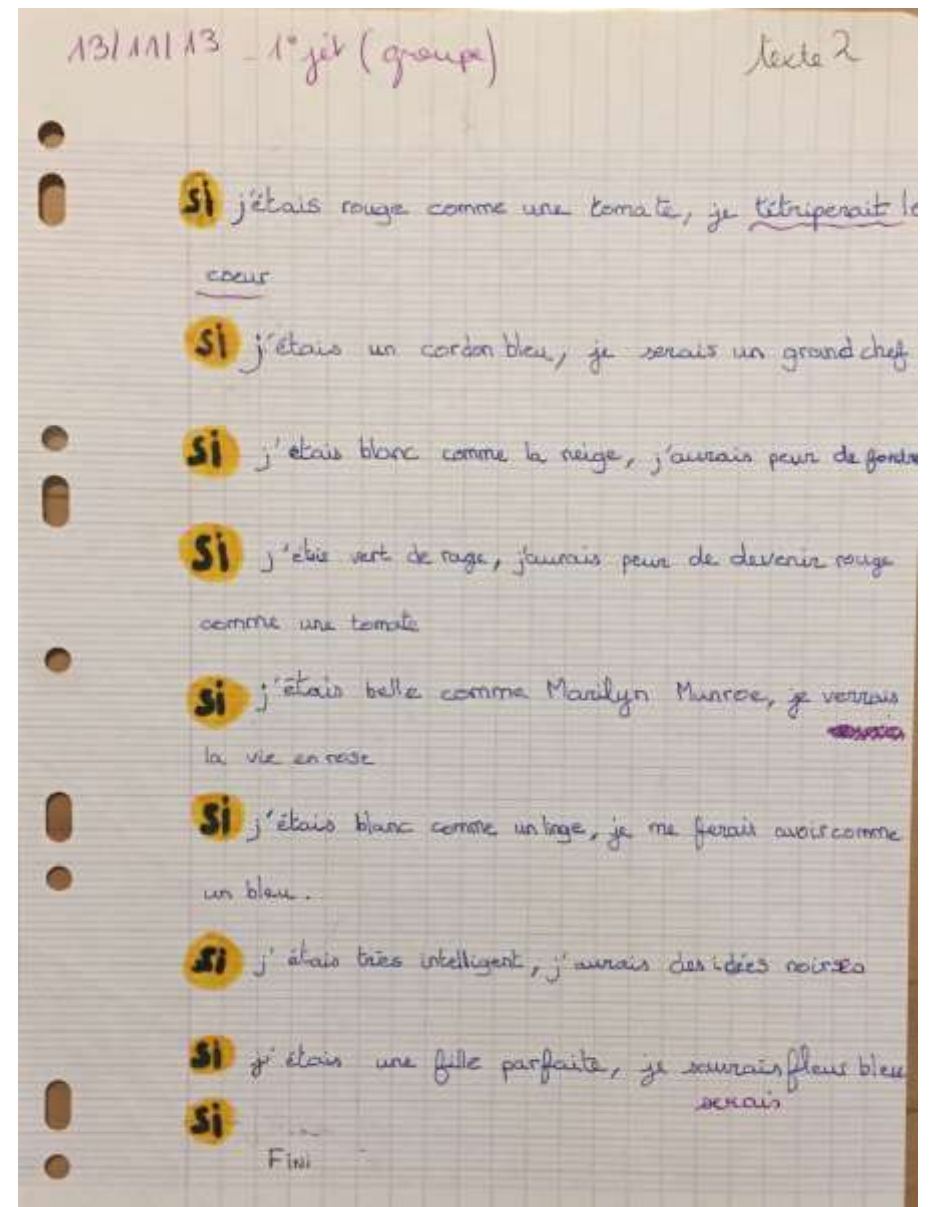 13/11/13 - 1° jet (groupe) texte 2
Si j'étais rouge comme une tomate, je t'étriperait le
coeur
Si j'étais un cordon bleu, je serais un grand chef
Si j'étais blanc comme la neige, j'aurais peur de fondre
Si j'etis vert de rage, j'aurais peur de devenir rouge
comme une tomate
Si j'étais belle comme Marilyn Munroe, je verrais
la vie en rose
Si j'étais blanc comme un linge, je me ferait avoir comme
un bleu.
Si j'étais très intelligent, j'aurais des idées noires
Si j'étais une fille parfaite, je saurais fleur bleu
serais
Si
Fini